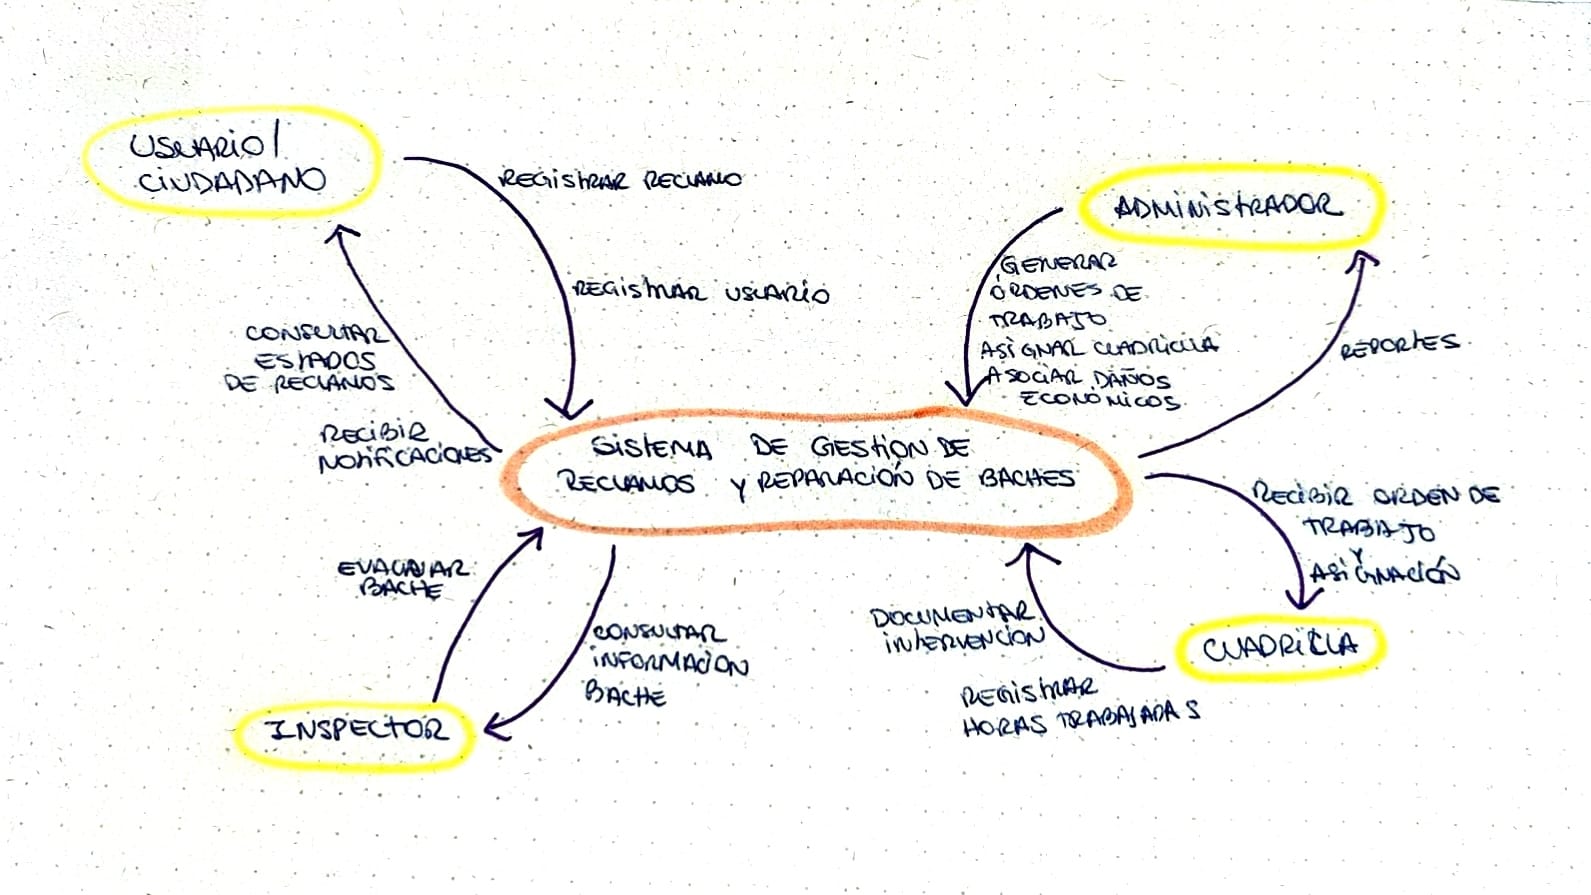 USUARIO/
CIUDADANO
REGISTRAR RECLAMO
REGISTRAR USUARIO
CONSULTAR
ESTADOS
DE RECLAMOS
RECIBIR
NOTIFICACIONES
ADMINISTRADOR
GENERAR
ÓRDENES DE
TRABAJO
ASIGNAR CUADRILLA
ASOCIAR DAÑOS
ECONÓMICOS
REPORTES
SISTEMA DE GESTIÓN DE
RECLAMOS Y REPARACIÓN DE BACHES
RECIBIR ORDEN DE
TRABAJO
Y
ASIGNACIÓN
CUADRILLA
DOCUMENTAR
INTERVENCIÓN
REGISTRAR
HORAS TRABAJADAS
EVALUAR
BACHE
CONSULTAR
INFORMACIÓN
BACHE
INSPECTOR